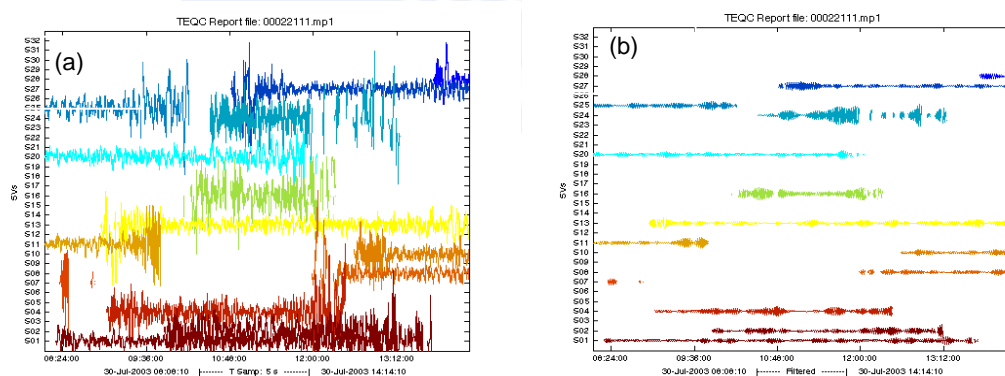 TEQC Report file: 00022111.mp1
(a)
S32
S31
S30
S29
S28
S27
S26
S25
S24
S23
S22
S21
S20
S19
S18
S17
S16
S15
S14
S13
S12
S11
S10
S09
S08
S07
S06
S05
S04
S03
S02
S01
SVs
06:24:00 09:36:00 10:48:00 12:00:00 13:12:00
30-Jul-2003 06:06:10 |--- T Samp: 5 s ---| 30-Jul-2003 14:14:10
TEQC Report file: 00022111.mp1
(b)
S32
S31
S30
S29
S28
S27
S26
S25
S24
S23
S22
S21
S20
S19
S18
S17
S16
S15
S14
S13
S12
S11
S10
S09
S08
S07
S06
S05
S04
S03
S02
S01
SVs
06:24:00 09:36:00 10:48:00 12:00:00 13:12:00
30-Jul-2003 06:06:10 |------ Filtered ------| 30-Jul-2003 14:14:10